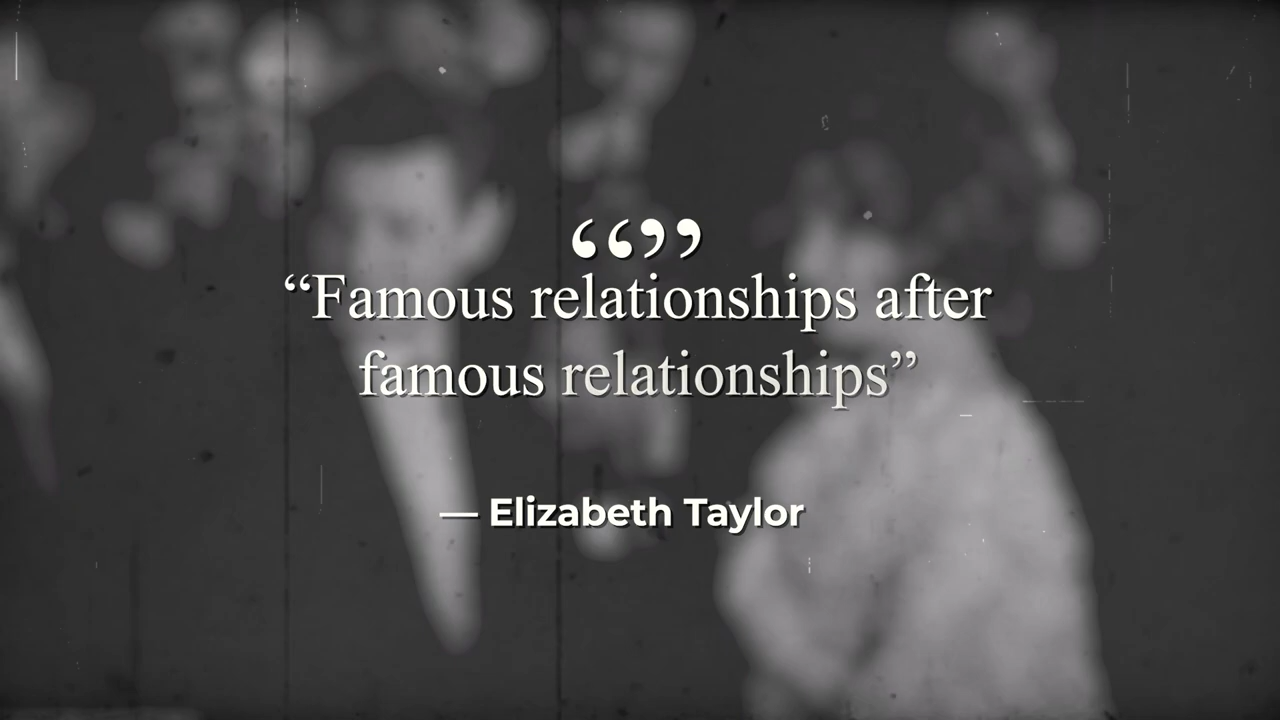 “”
“Famous relationships after
famous relationships”
— Elizabeth Taylor